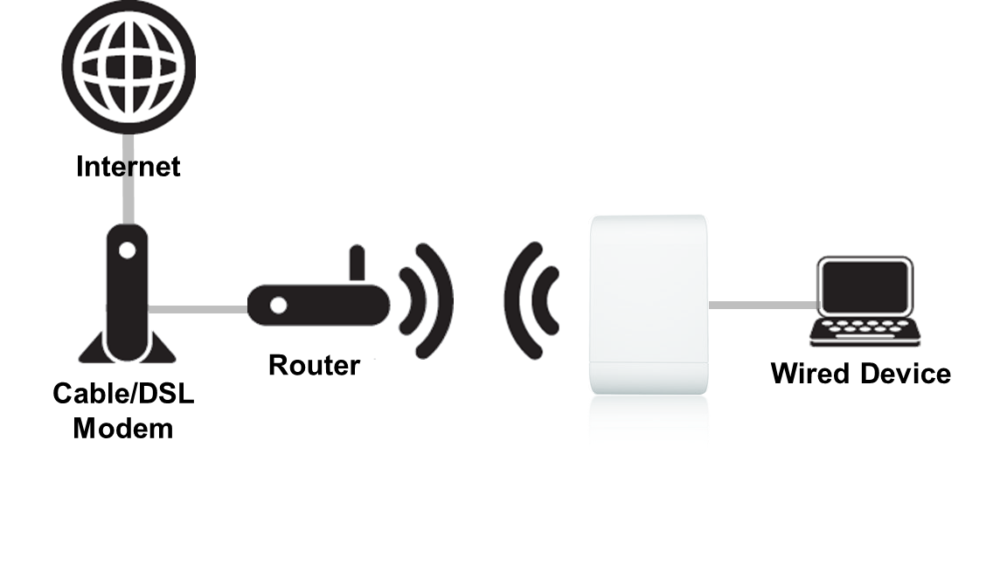 Internet
Router
Wired Device
Cable/DSL
Modem